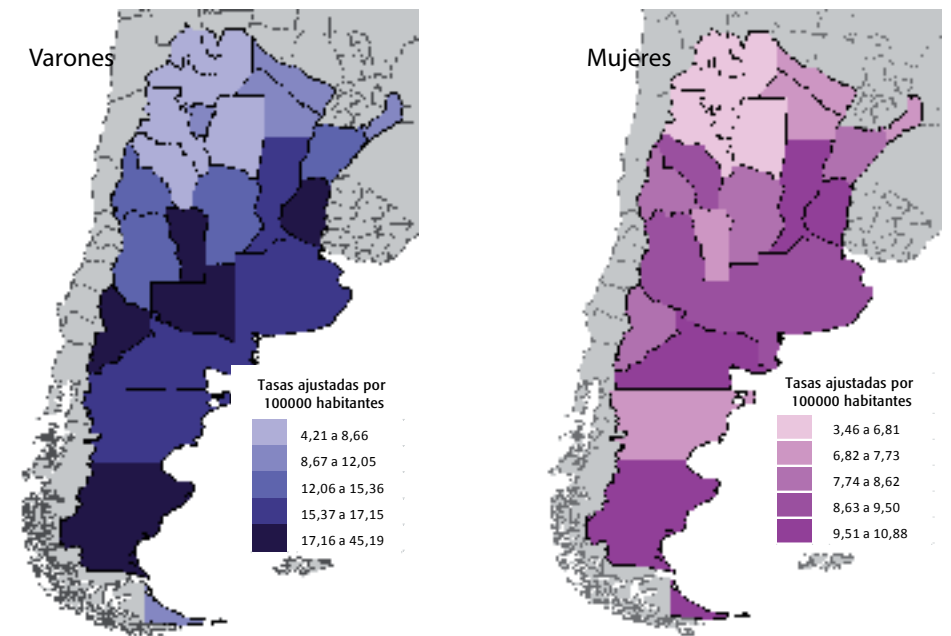 Varones
Tasas ajustadas por
100000 habitantes
4,21 a 8,66
8,67 a 12,05
12,06 a 15,36
15,37 a 17,15
17,16 a 45,19
Mujeres
Tasas ajustadas por
100000 habitantes
3,46 a 6,81
6,82 a 7,73
7,74 a 8,62
8,63 a 9,50
9,51 a 10,88